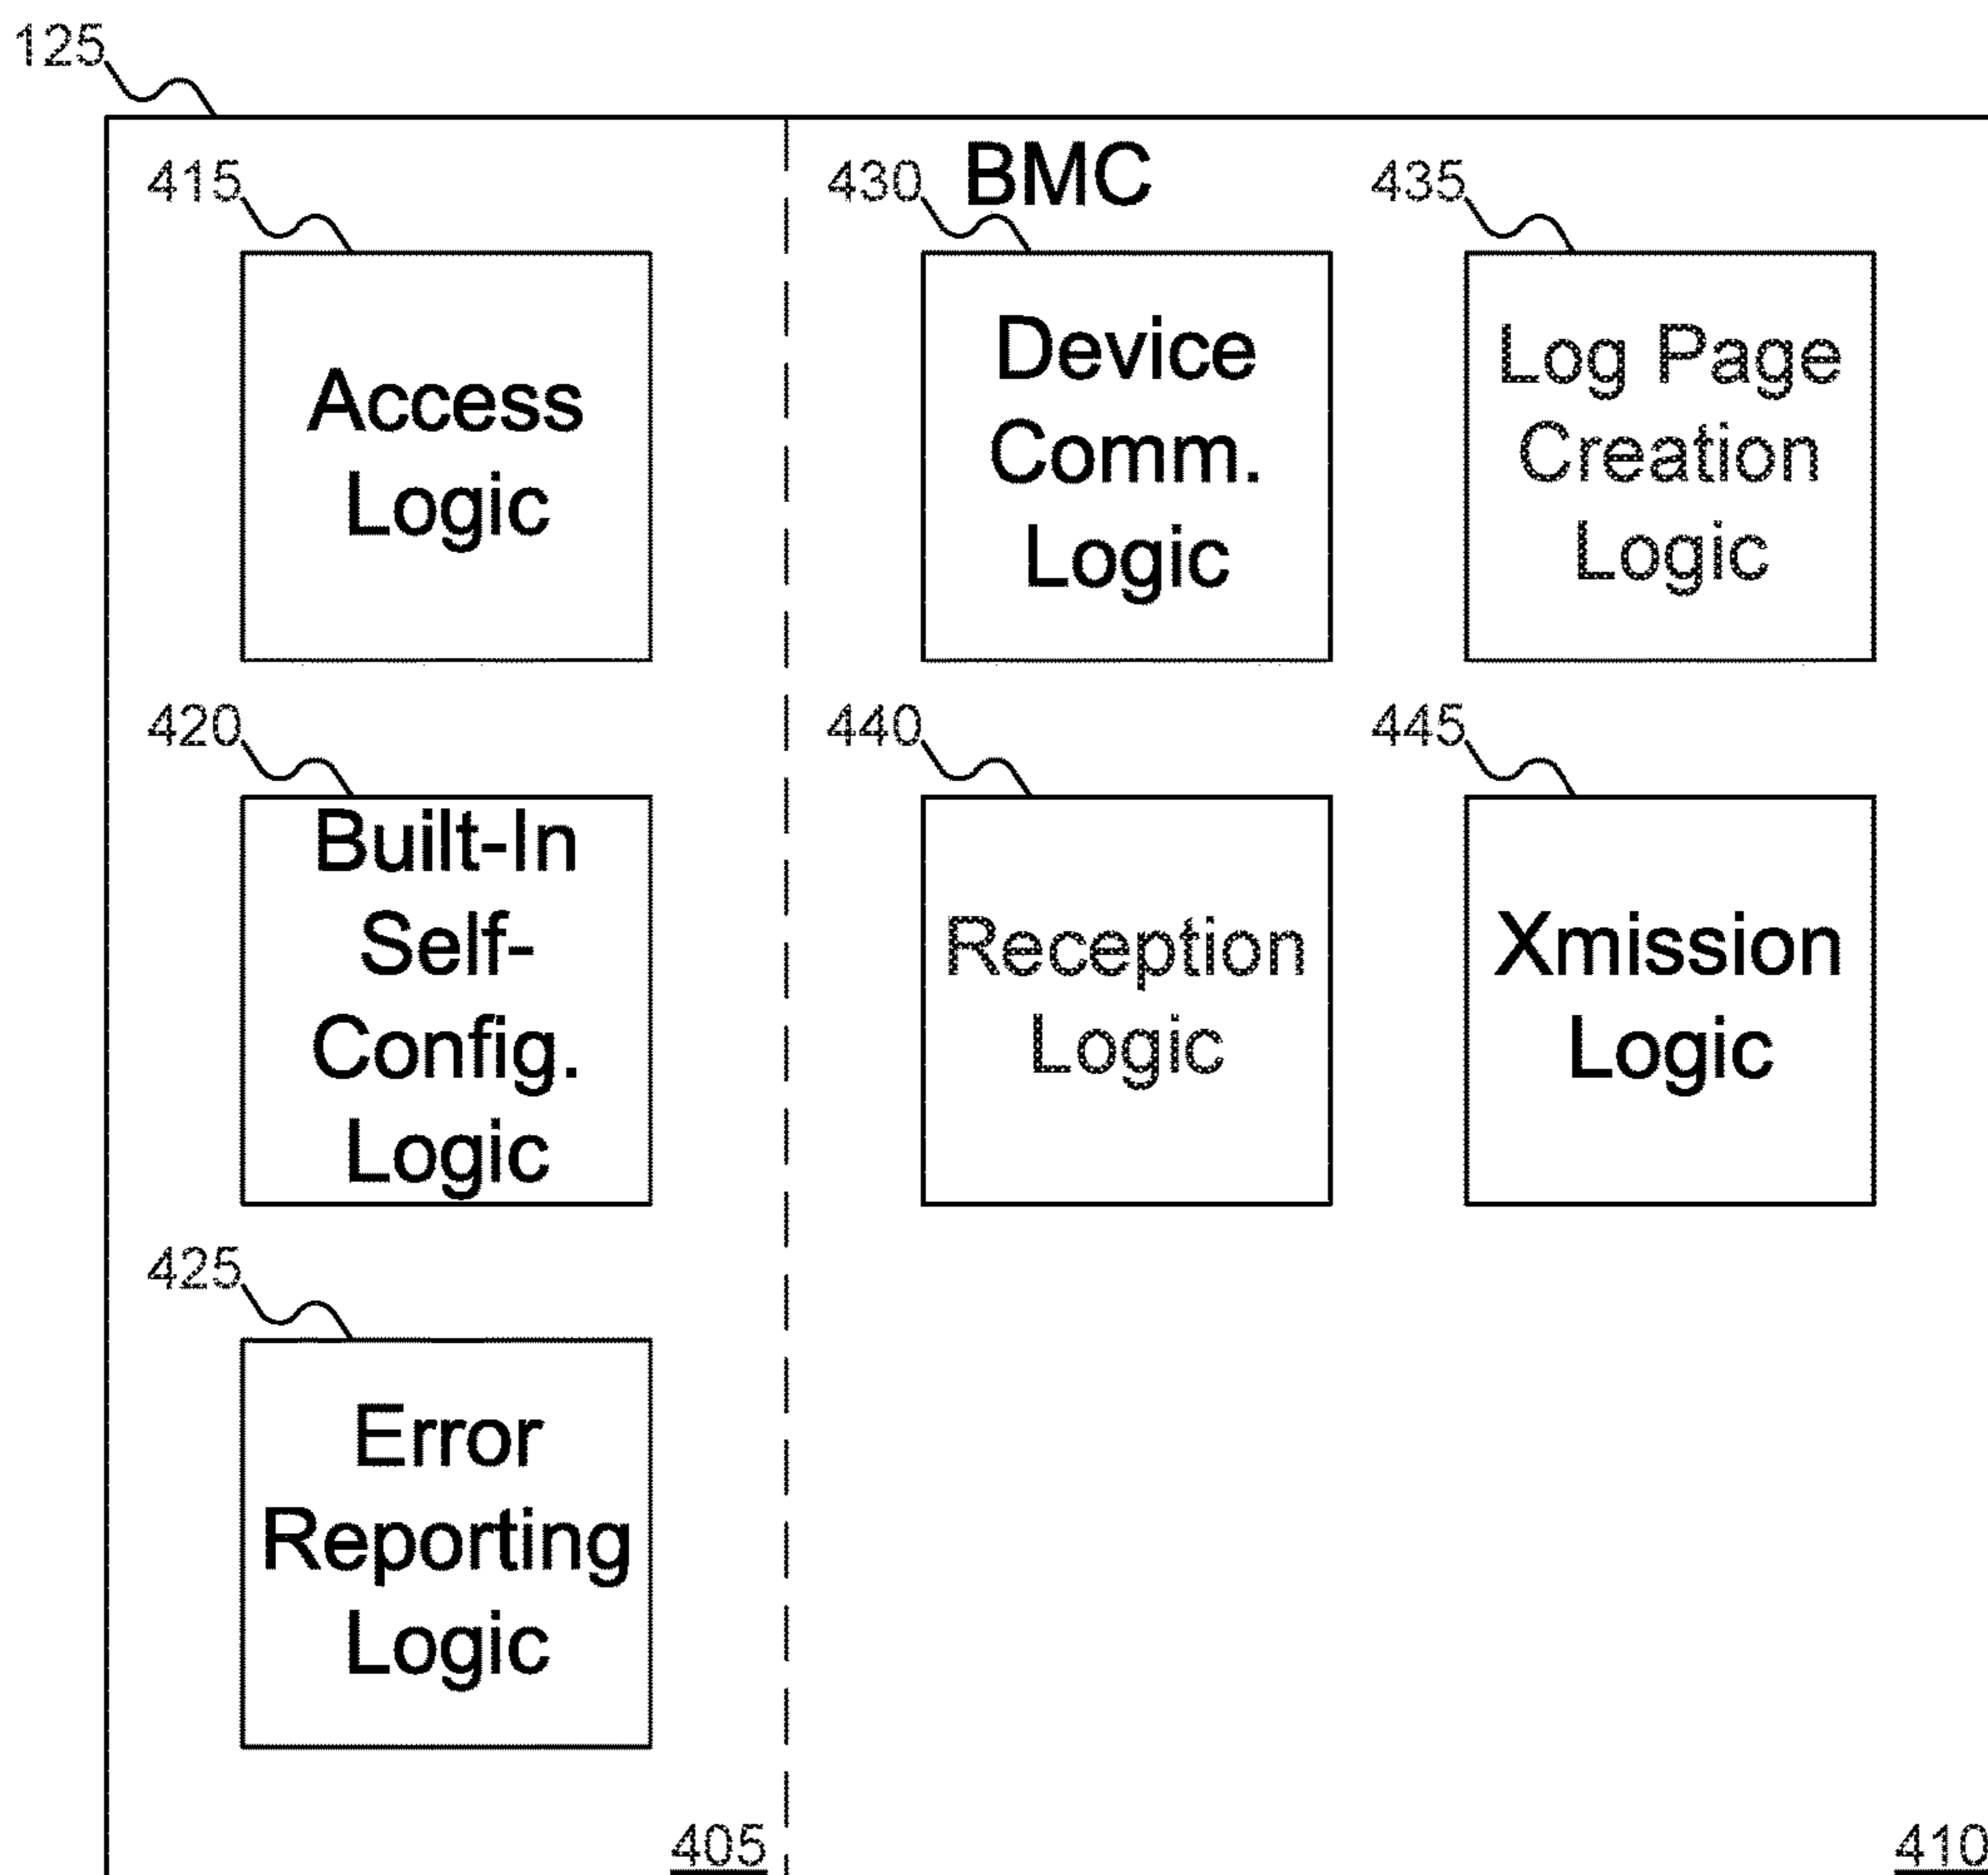 125
BMC
415
430
435
Access
Logic
Device
Comm.
Logic
Log Page
Creation
Logic
420
440
445
Built-In
Self-
Config.
Logic
Reception
Logic
Xmission
Logic
425
Error
Reporting
Logic
405
410